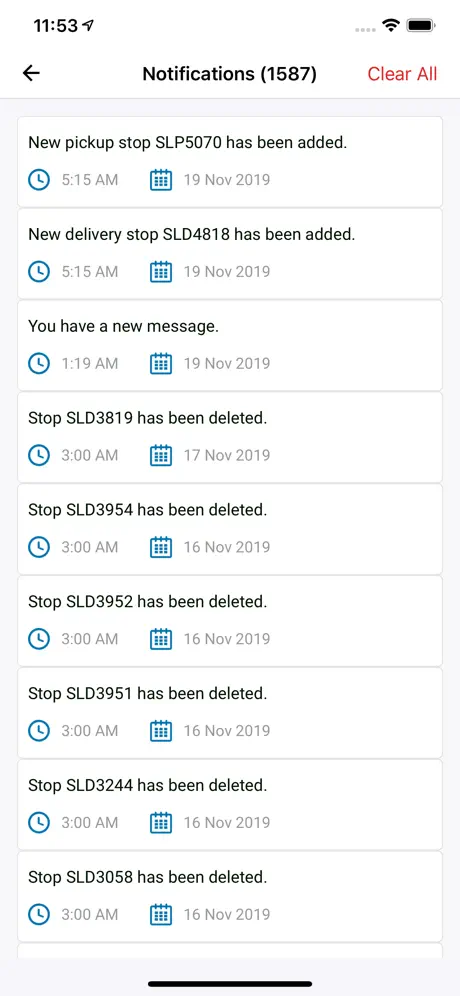 11:53
Notifications (1587)
Clear All
New pickup stop SLP5070 has been added.
5:15 AM 19 Nov 2019
New delivery stop SLD4818 has been added.
5:15 AM 19 Nov 2019
You have a new message.
1:19 AM 19 Nov 2019
Stop SLD3819 has been deleted.
3:00 AM 17 Nov 2019
Stop SLD3954 has been deleted.
3:00 AM 16 Nov 2019
Stop SLD3952 has been deleted.
3:00 AM 16 Nov 2019
Stop SLD3951 has been deleted.
3:00 AM 16 Nov 2019
Stop SLD3244 has been deleted.
3:00 AM 16 Nov 2019
Stop SLD3058 has been deleted.
3:00 AM 16 Nov 2019